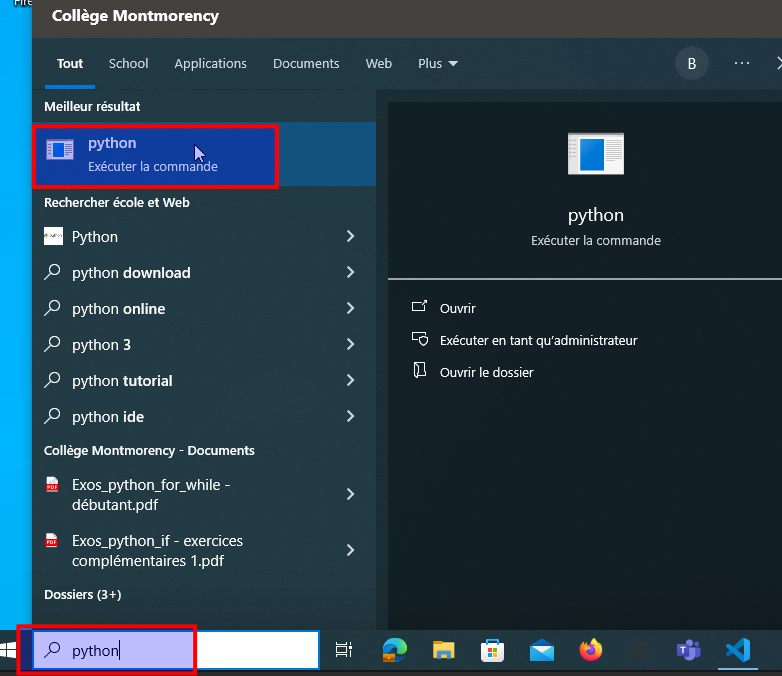 Collège Montmorency
Tout School Applications Documents Web Plus B ...
Meilleur résultat
python
Exécuter la commande
Rechercher école et Web
Python
python download
python online
python 3
python tutorial
python ide
Collège Montmorency - Documents
Exos_python_for_while -
débutant.pdf
Exos_python_if - exercices
complémentaires 1.pdf
Dossiers (3+)
python
Exécuter la commande
Ouvrir
Exécuter en tant qu'administrateur
Ouvrir le dossier
python